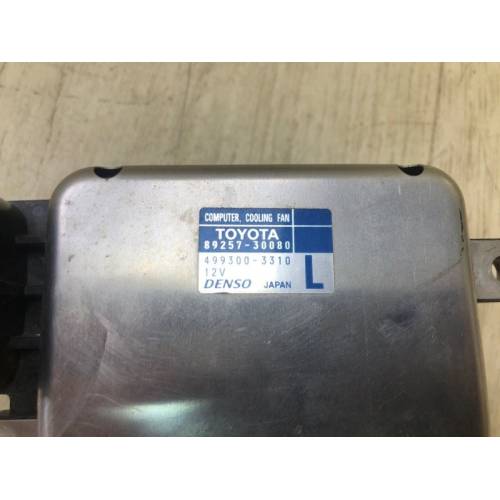 COMPUTER, COOLING FAN
TOYOTA
89257-30080
499300-3310
12V
DENSO JAPAN
L